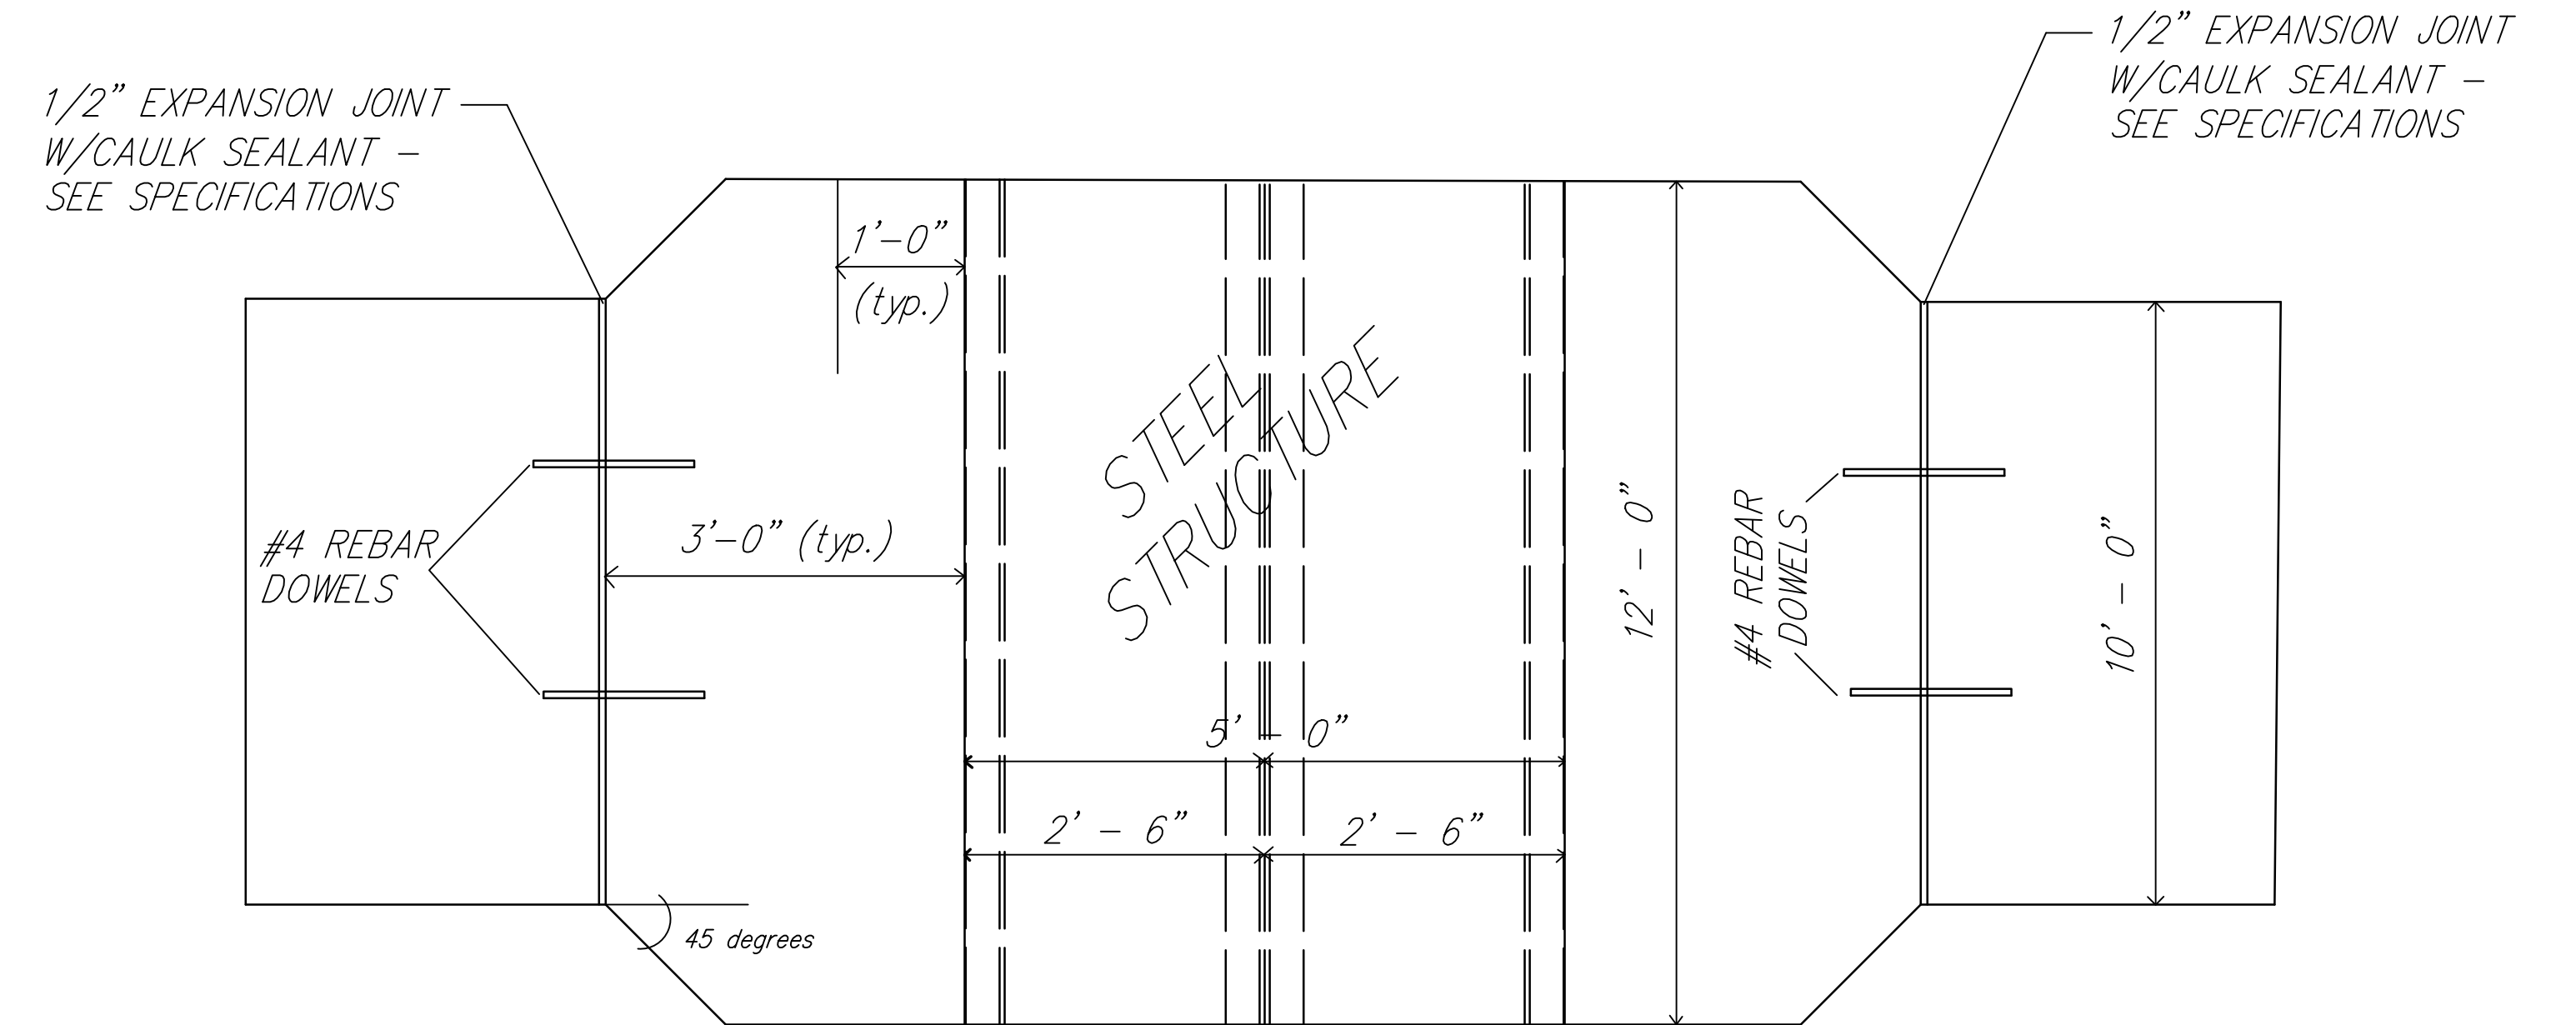 1/2" EXPANSION JOINT
W/CAULK SEALANT -
SEE SPECIFICATIONS
1/2" EXPANSION JOINT
W/CAULK SEALANT -
SEE SPECIFICATIONS
1'-0"
(typ.)
STEEL
STRUCTURE
#4 REBAR
DOWELS
3'-0" (typ.)
12' - 0"
#4 REBAR
DOWELS
10' - 0"
5' - 0"
2' - 6"
2' - 6"
45 degrees